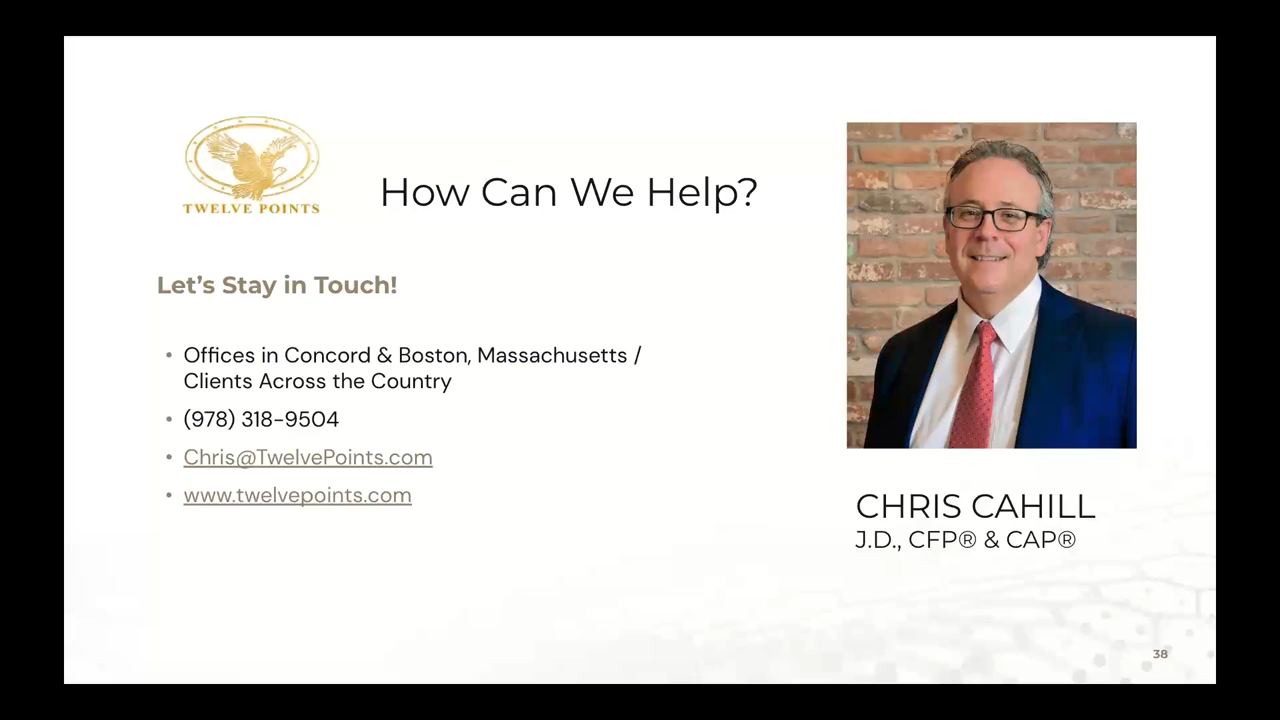 TWELVE POINTS
How Can We Help?
Let’s Stay in Touch!
• Offices in Concord & Boston, Massachusetts /
Clients Across the Country
• (978) 318-9504
• Chris@TwelvePoints.com
• www.twelvepoints.com
CHRIS CAHILL
J.D., CFP® & CAP®
38